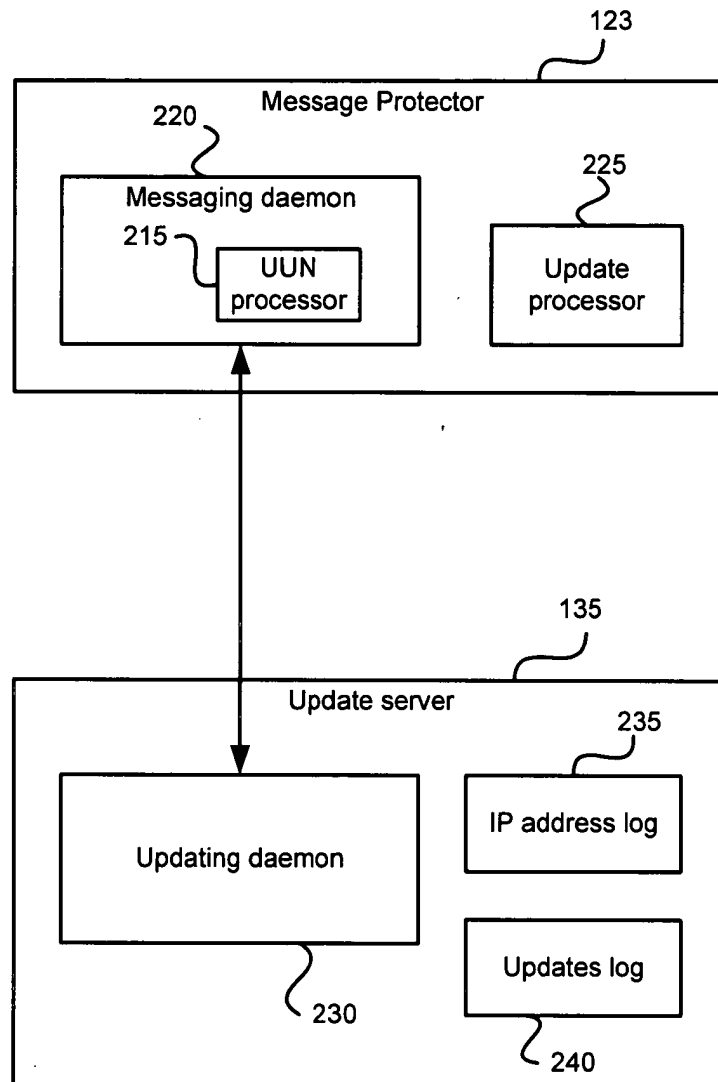 123
Message Protector
220
225
Messaging daemon
215
UUN
processor
Update
processor
135
Update server
235
IP address log
Updating daemon
Updates log
230
240